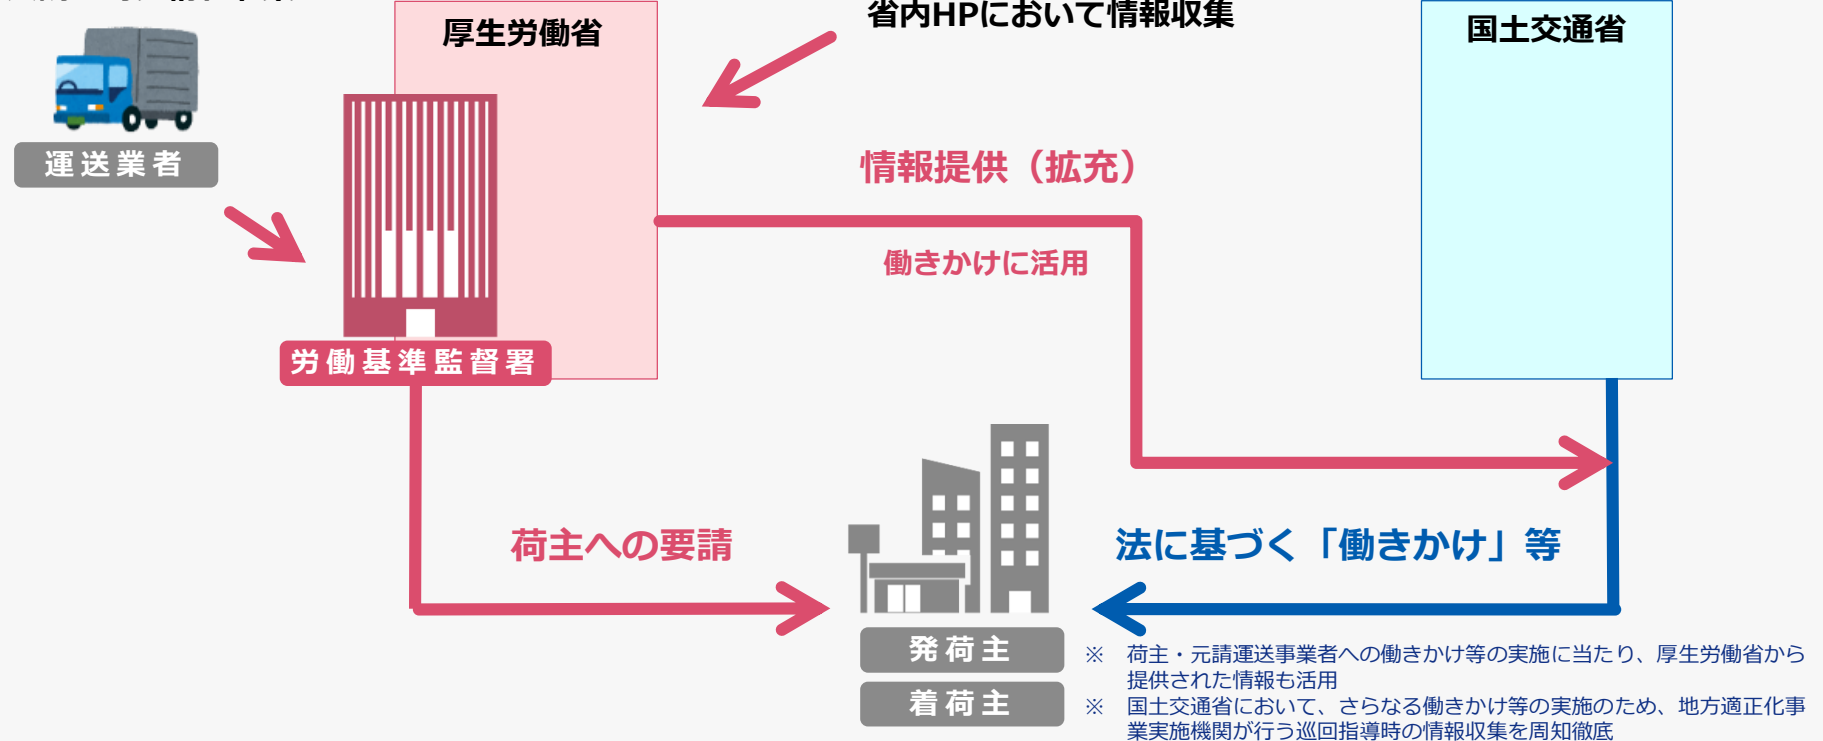 厚生労働省
省内HPにおいて情報収集
国土交通省
運送業者
情報提供（拡充）
働きかけに活用
労働基準監督署
荷主への要請
法に基づく「働きかけ」等
発荷主
着荷主
※　荷主・元請運送事業者への働きかけ等の実施に当たり、厚生労働省から
提供された情報も活用
※　国土交通省において、さらなる働きかけ等の実施のため、地方適正化事
業実施機関が行う巡回指導時の情報収集を周知徹底